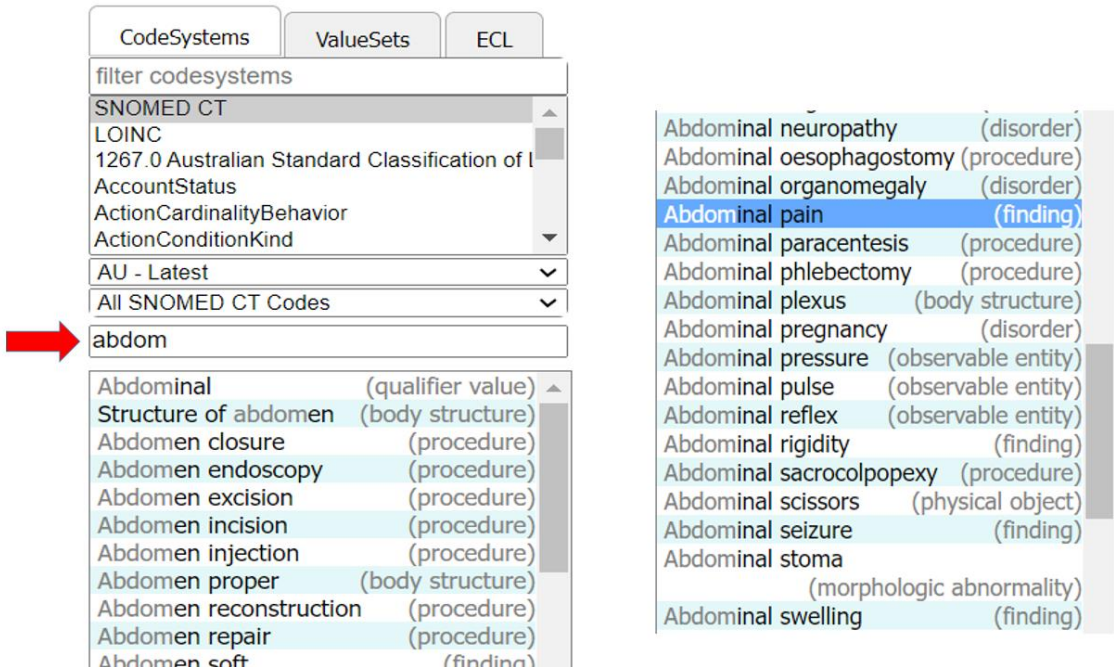 CodeSystems ValueSets ECL
filter codesystems
SNOMED CT
LOINC
1267.0 Australian Standard Classification of
AccountStatus
ActionCardinalityBehavior
ActionConditionKind
AU - Latest
All SNOMED CT Codes
abdom
Abdominal (qualifier value)
Structure of abdomen (body structure)
Abdomen closure (procedure)
Abdomen endoscopy (procedure)
Abdomen excision (procedure)
Abdomen incision (procedure)
Abdomen injection (procedure)
Abdomen proper (body structure)
Abdomen reconstruction (procedure)
Abdomen repair (procedure)
Abdomen soft (finding)
Abdominal neuropathy (disorder)
Abdominal oesophagostomy (procedure)
Abdominal organomegaly (disorder)
Abdominal pain (finding)
Abdominal paracentesis (procedure)
Abdominal phlebectomy (procedure)
Abdominal plexus (body structure)
Abdominal pregnancy (disorder)
Abdominal pressure (observable entity)
Abdominal pulse (observable entity)
Abdominal reflex (observable entity)
Abdominal rigidity (finding)
Abdominal sacrocolpopexy (procedure)
Abdominal scissors (physical object)
Abdominal seizure (finding)
Abdominal stoma
(morphologic abnormality)
Abdominal swelling (finding)